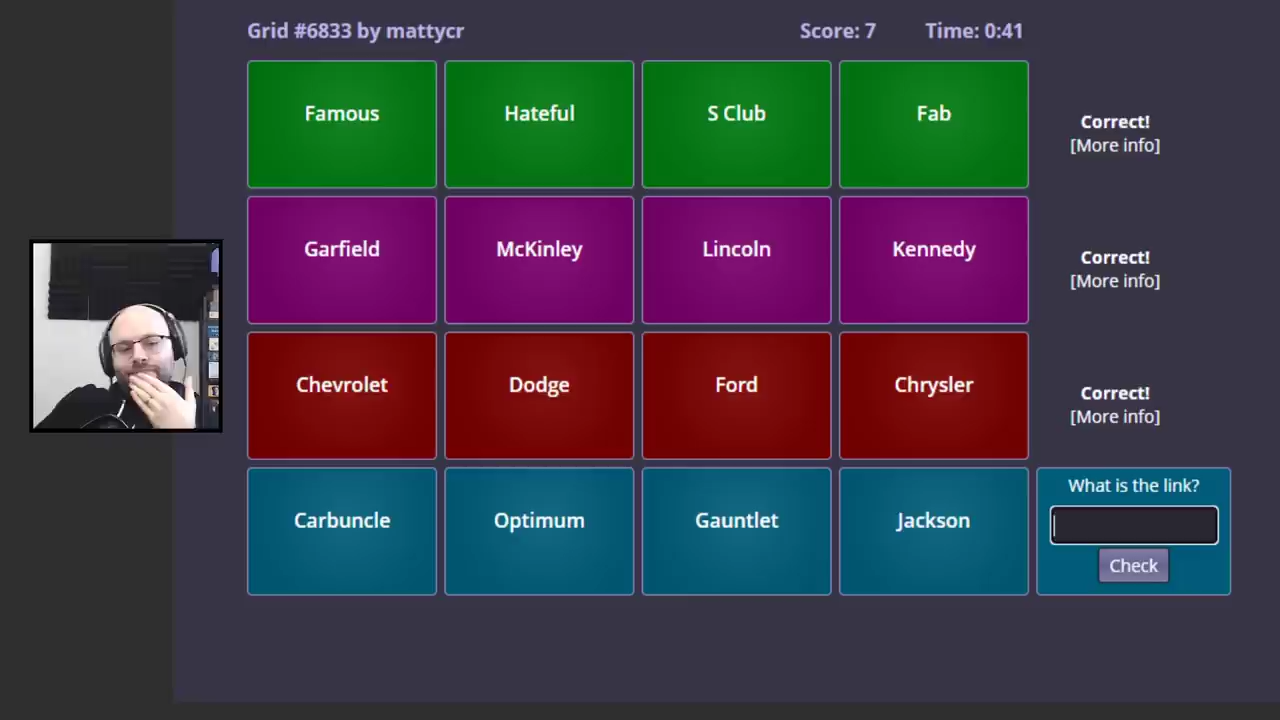 Grid #6833 by mattycr Score: 7 Time: 0:41
Famous Hateful S Club Fab
Correct!
[More info]
Garfield McKinley Lincoln Kennedy
Correct!
[More info]
Chevrolet Dodge Ford Chrysler
Correct!
[More info]
What is the link?
Carbuncle Optimum Gauntlet Jackson
Check